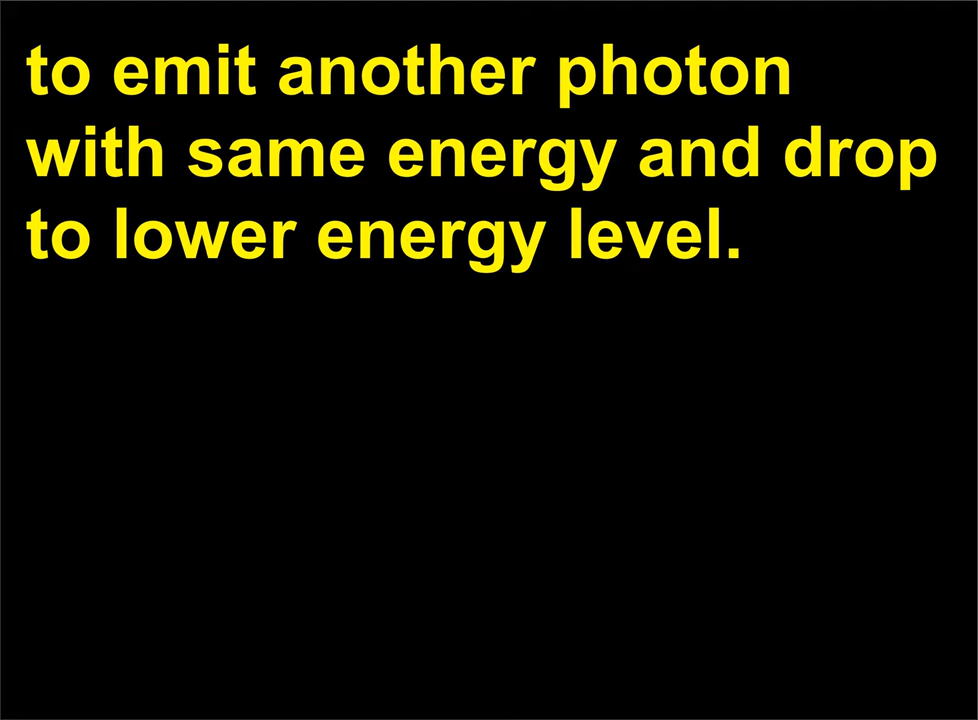 to emit another photon
with same energy and drop
to lower energy level.